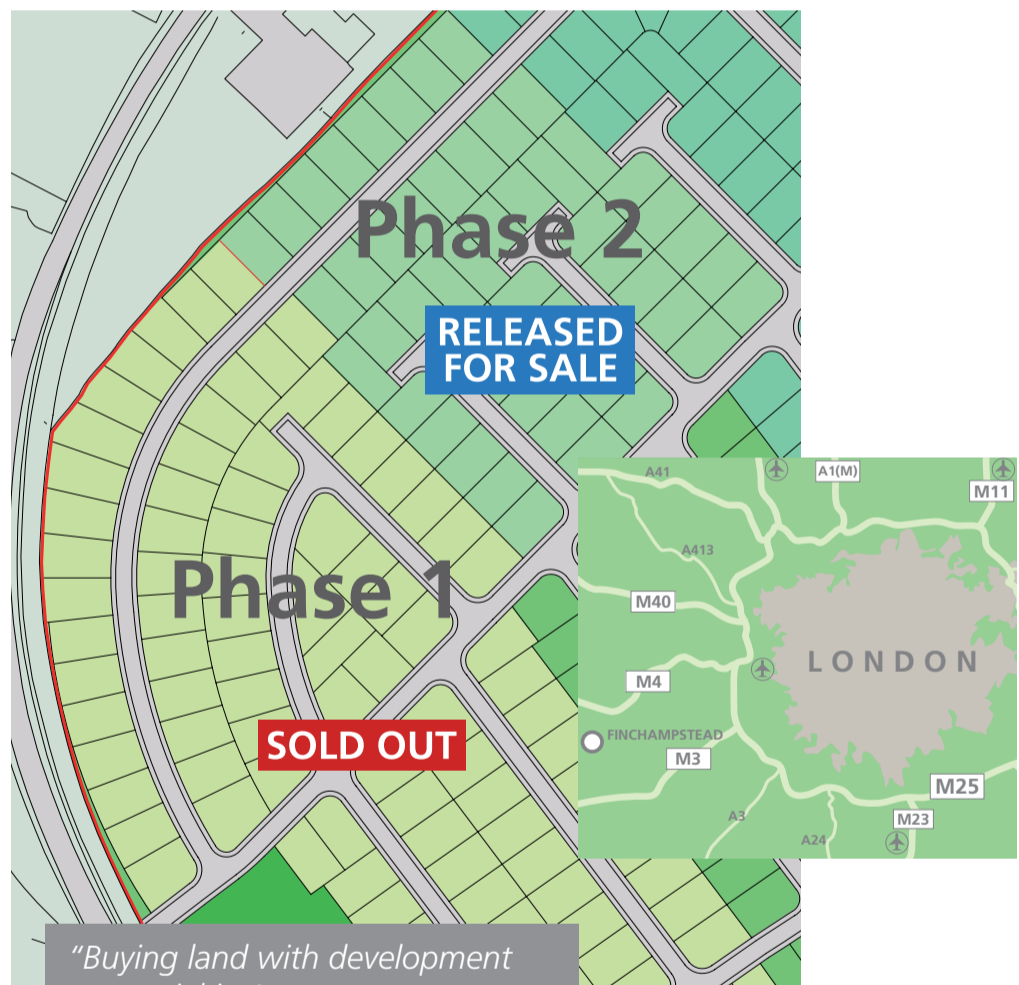 Phase 2
RELEASED
FOR SALE
Phase 1
SOLD OUT
A41
A1(M)
M11
A413
M40
LONDON
M4
FINCHAMPSTEAD
M3
M25
A3
M23
A24
“Buying land with development